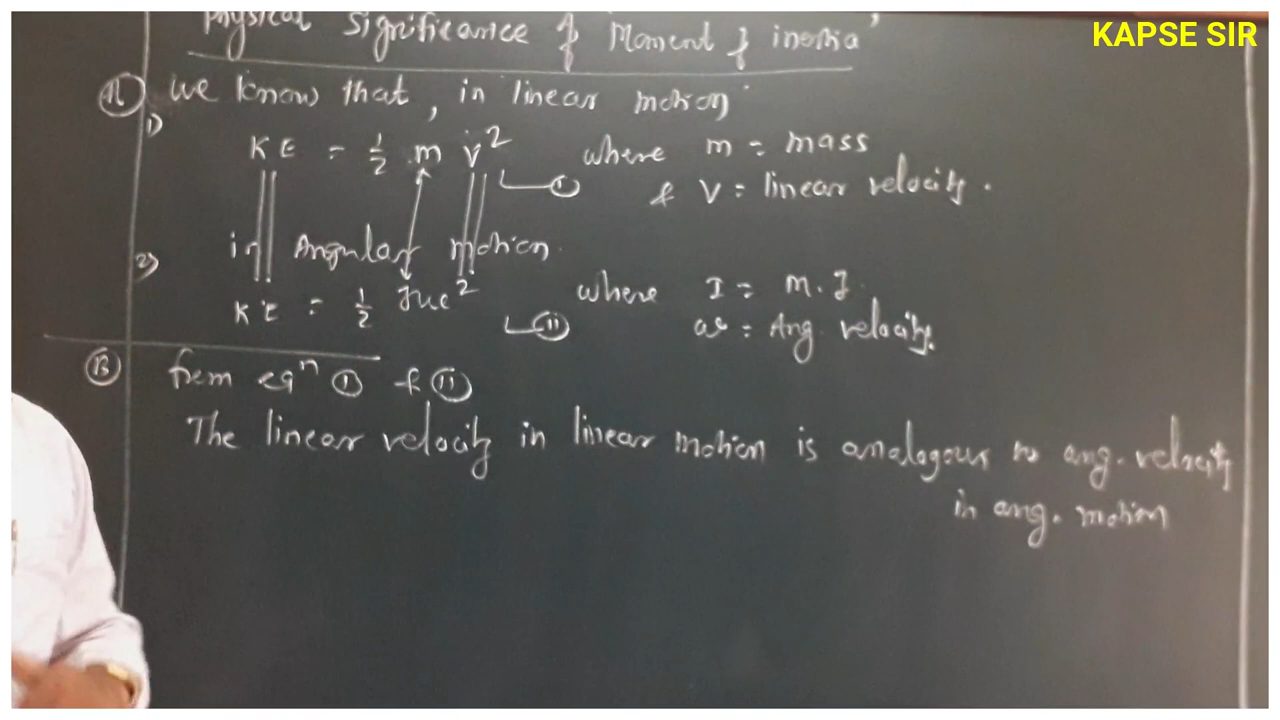 KAPSE SIR
Physical Significance of Moment of inertia"
(A) we know that, in linear motion
1)
KE = 1/2 m v² where m = mass
(I) & v = linear velocity.
2) in Angular motion.
KE = 1/2 Iω² where I = M.I.
(II) ω = Ang. velocity.
(B) from eqⁿ (I) & (II)
The linear velocity in linear motion is analogous to ang. velocity
in ang. motion